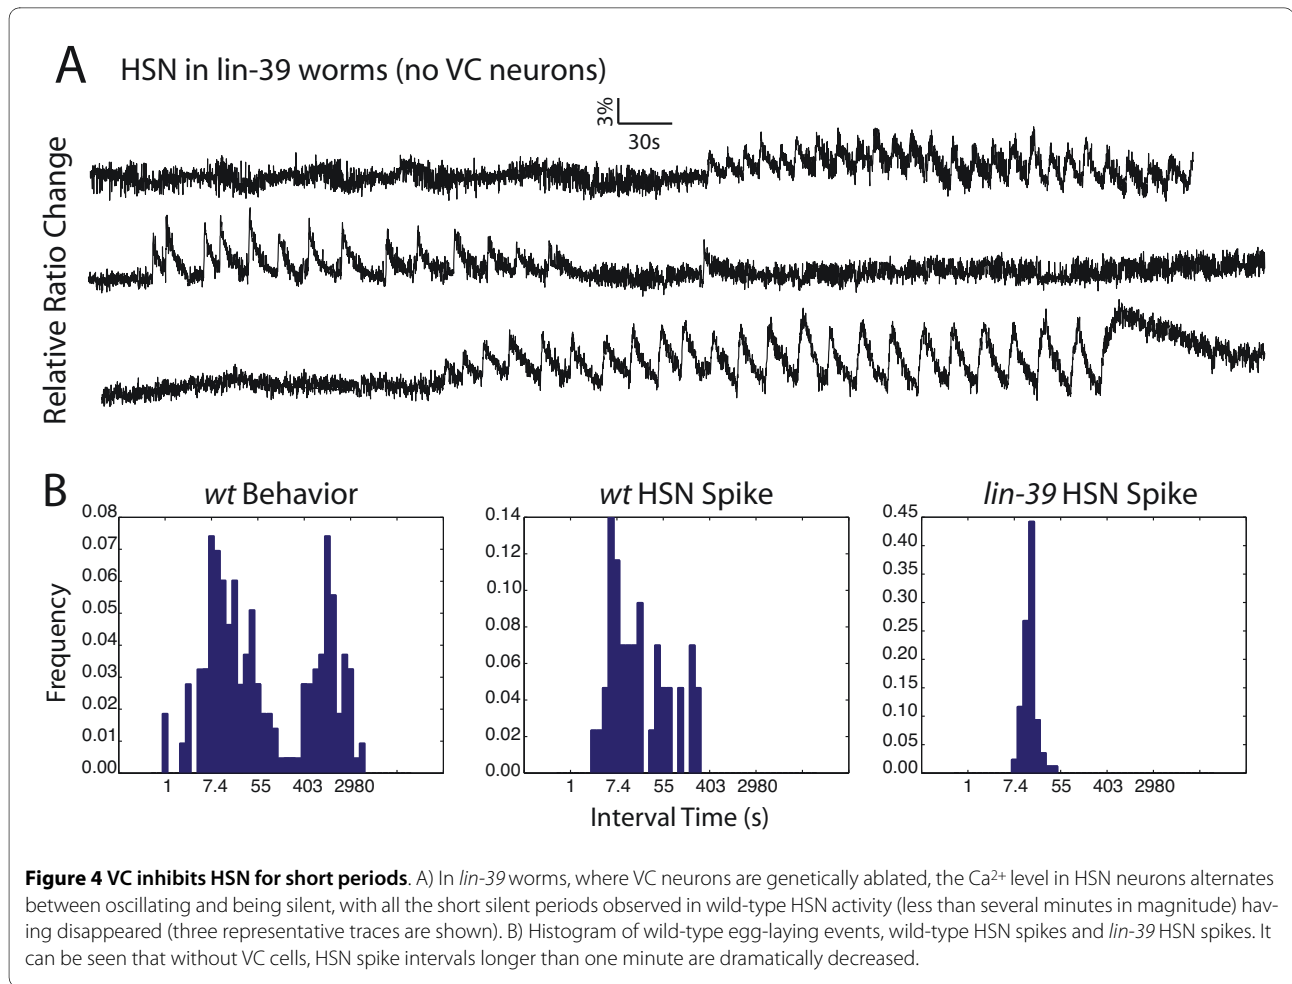 A
HSN in lin-39 worms (no VC neurons)
3%
30s
Relative Ratio Change
B
wt Behavior
wt HSN Spike
lin-39 HSN Spike
0.08
0.07
0.06
0.05
0.04
0.03
0.02
0.01
0.00
Frequency
1 7.4 55 403 2980
0.14
0.12
0.10
0.08
0.06
0.04
0.02
0.00
1 7.4 55 403 2980
0.45
0.40
0.35
0.30
0.25
0.20
0.15
0.10
0.05
0.00
1 7.4 55 403 2980
Interval Time (s)
Figure 4 VC inhibits HSN for short periods. A) In lin-39 worms, where VC neurons are genetically ablated, the Ca²⁺ level in HSN neurons alternates
between oscillating and being silent, with all the short silent periods observed in wild-type HSN activity (less than several minutes in magnitude) hav-
ing disappeared (three representative traces are shown). B) Histogram of wild-type egg-laying events, wild-type HSN spikes and lin-39 HSN spikes. It
can be seen that without VC cells, HSN spike intervals longer than one minute are dramatically decreased.